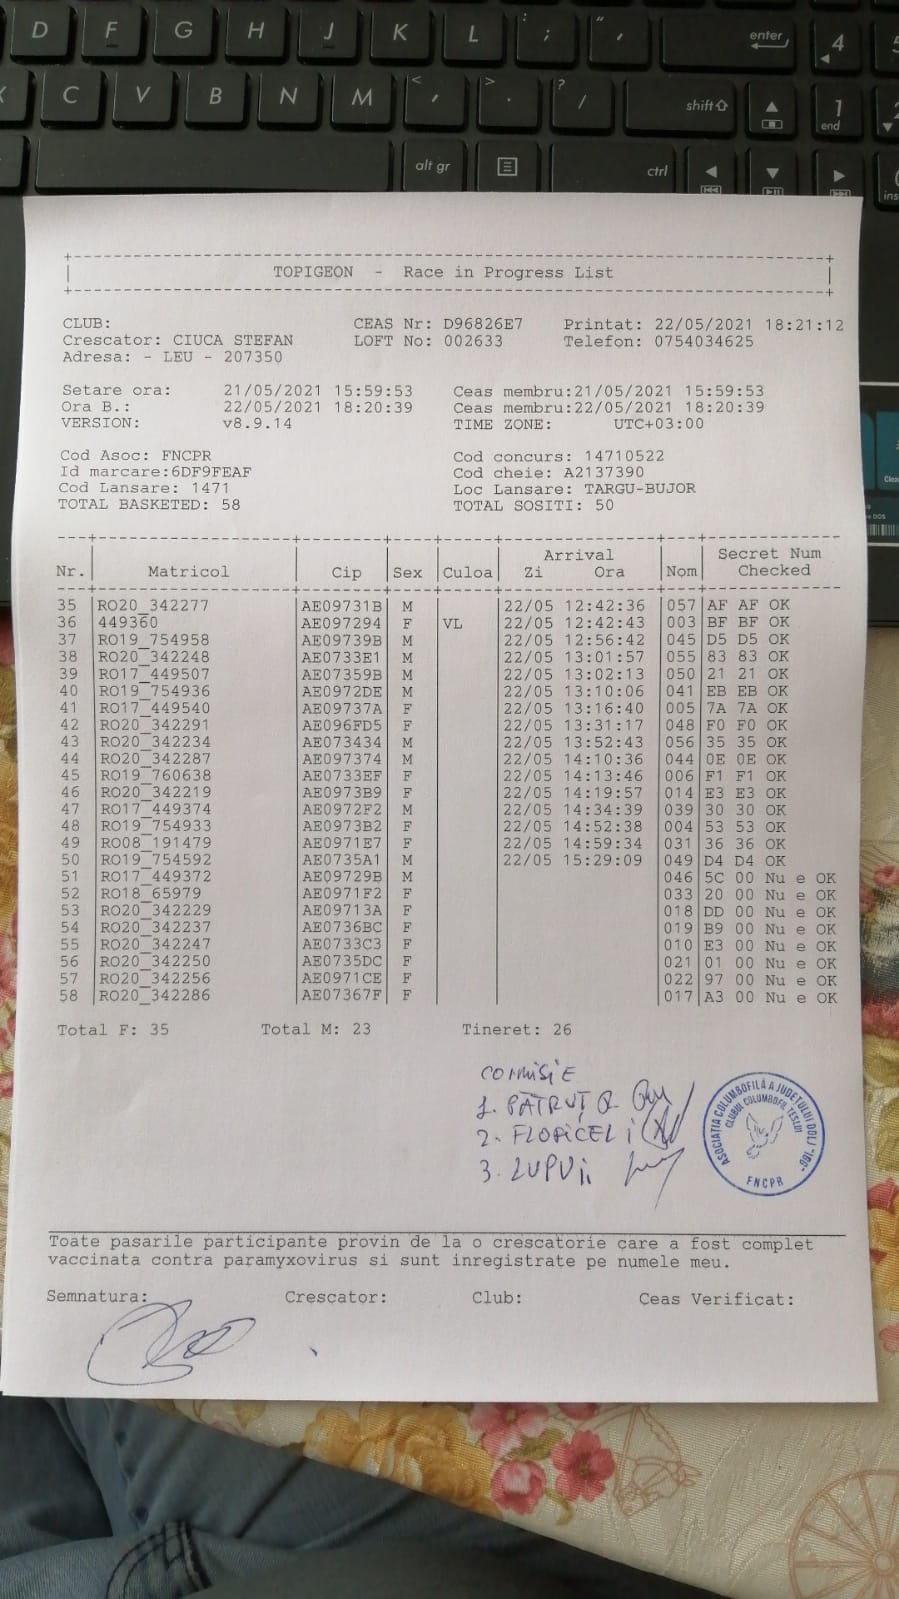 D F G H J K L ; " , enter 4
C V B N M < , > . ? / shift 1 end
alt gr ctrl ins
TOPIGEON - Race in Progress List
CLUB: CEAS Nr: D96826E7 Printat: 22/05/2021 18:21:12
Crescator: CIUCA STEFAN LOFT No: 002633 Telefon: 0754034625
Adresa: - LEU - 207350
Setare ora: 21/05/2021 15:59:53 Ceas membru:21/05/2021 15:59:53
Ora B.: 22/05/2021 18:20:39 Ceas membru:22/05/2021 18:20:39
VERSION: v8.9.14 TIME ZONE: UTC+03:00
Cod Asoc: FNCPR Cod concurs: 14710522
Id marcare:6DF9FEAF Cod cheie: A2137390
Cod Lansare: 1471 Loc Lansare: TARGU-BUJOR
TOTAL BASKETED: 58 TOTAL SOSITI: 50
Arrival Secret Num
Nr. Matricol Cip Sex Culoa Zi Ora Nom Checked
35 RO20_342277 AE09731B M 22/05 12:42:36 057 AF AF OK
36 449360 AE097294 F VL 22/05 12:42:43 003 BF BF OK
37 RO19_754958 AE09739B M 22/05 12:56:42 045 D5 D5 OK
38 RO20_342248 AE0733E1 M 22/05 13:01:57 055 83 83 OK
39 RO17_449507 AE07359B M 22/05 13:02:13 050 21 21 OK
40 RO19_754936 AE0972DE M 22/05 13:10:06 041 EB EB OK
41 RO17_449540 AE09737A F 22/05 13:16:40 005 7A 7A OK
42 RO20_342291 AE096FD5 F 22/05 13:31:17 048 F0 F0 OK
43 RO20_342234 AE073434 M 22/05 13:52:43 056 35 35 OK
44 RO20_342287 AE097374 M 22/05 14:10:36 044 0E 0E OK
45 RO19_760638 AE0733EF F 22/05 14:13:46 006 F1 F1 OK
46 RO20_342219 AE0973B9 F 22/05 14:19:57 014 E3 E3 OK
47 RO17_449374 AE0972F2 M 22/05 14:34:39 039 30 30 OK
48 RO19_754933 AE0973B2 F 22/05 14:52:38 004 53 53 OK
49 RO08_191479 AE0971E7 F 22/05 14:59:34 031 36 36 OK
50 RO19_754592 AE0735A1 M 22/05 15:29:09 049 D4 D4 OK
51 RO17_449372 AE09729B M 046 5C 00 Nu e OK
52 RO18_65979 AE0971F2 F 033 20 00 Nu e OK
53 RO20_342229 AE09713A F 018 DD 00 Nu e OK
54 RO20_342237 AE0736BC F 019 B9 00 Nu e OK
55 RO20_342247 AE0733C3 F 010 E3 00 Nu e OK
56 RO20_342250 AE0735DC F 021 01 00 Nu e OK
57 RO20_342256 AE0971CE F 022 97 00 Nu e OK
58 RO20_342286 AE07367F F 017 A3 00 Nu e OK
Total F: 35 Total M: 23 Tineret: 26
COMISIE
1. PĂTRUȚ
2. FLORICEL i
3. LUPU ii
ASOCIAȚIA COLUMBOFILĂ A JUDEȚULUI DOLJ
CLUBUL COLUMBOFIL TESLUI
FNCPR
Toate pasarile participante provin de la o crescatorie care a fost complet
vaccinata contra paramyxovirus si sunt inregistrate pe numele meu.
Semnatura: Crescator: Club: Ceas Verificat: